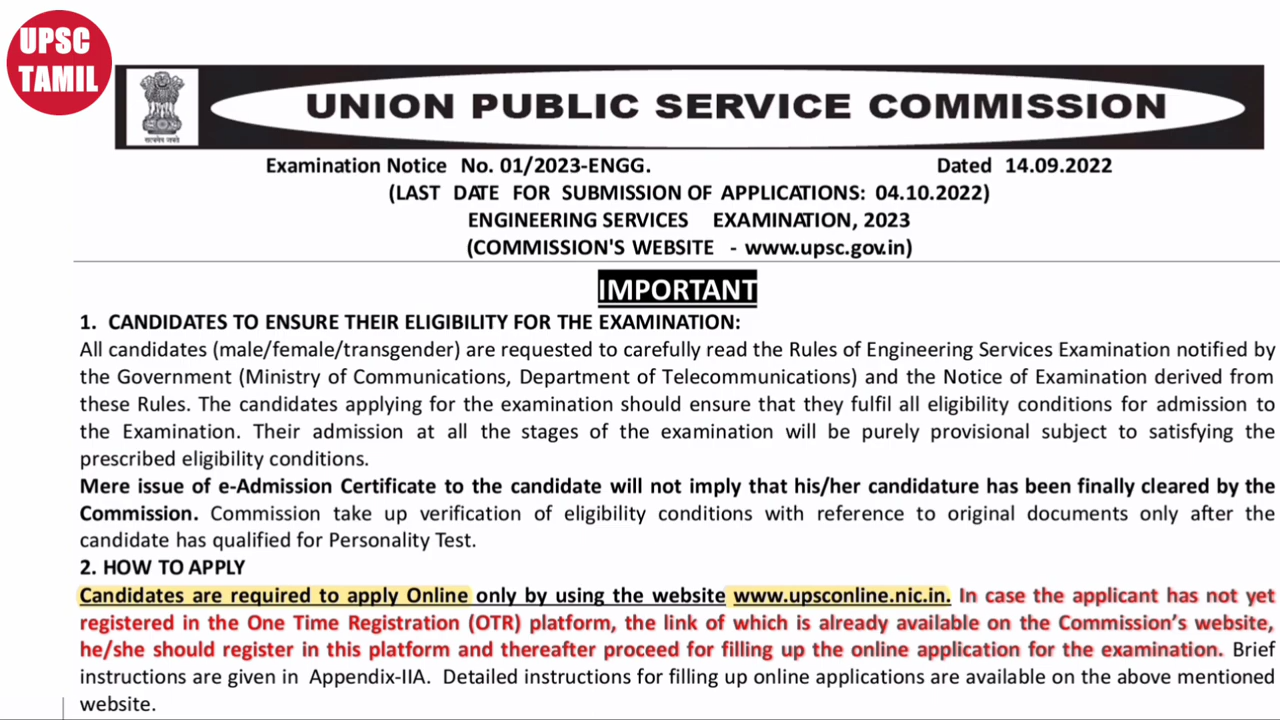 UPSC
TAMIL
UNION PUBLIC SERVICE COMMISSION
सत्यमेव जयते
Examination Notice No. 01/2023-ENGG. Dated 14.09.2022
(LAST DATE FOR SUBMISSION OF APPLICATIONS: 04.10.2022)
ENGINEERING SERVICES EXAMINATION, 2023
(COMMISSION'S WEBSITE - www.upsc.gov.in)
IMPORTANT
1. CANDIDATES TO ENSURE THEIR ELIGIBILITY FOR THE EXAMINATION:
All candidates (male/female/transgender) are requested to carefully read the Rules of Engineering Services Examination notified by
the Government (Ministry of Communications, Department of Telecommunications) and the Notice of Examination derived from
these Rules. The candidates applying for the examination should ensure that they fulfil all eligibility conditions for admission to
the Examination. Their admission at all the stages of the examination will be purely provisional subject to satisfying the
prescribed eligibility conditions.
Mere issue of e-Admission Certificate to the candidate will not imply that his/her candidature has been finally cleared by the
Commission. Commission take up verification of eligibility conditions with reference to original documents only after the
candidate has qualified for Personality Test.
2. HOW TO APPLY
Candidates are required to apply Online only by using the website www.upsconline.nic.in. In case the applicant has not yet
registered in the One Time Registration (OTR) platform, the link of which is already available on the Commission’s website,
he/she should register in this platform and thereafter proceed for filling up the online application for the examination. Brief
instructions are given in Appendix-IIA. Detailed instructions for filling up online applications are available on the above mentioned
website.